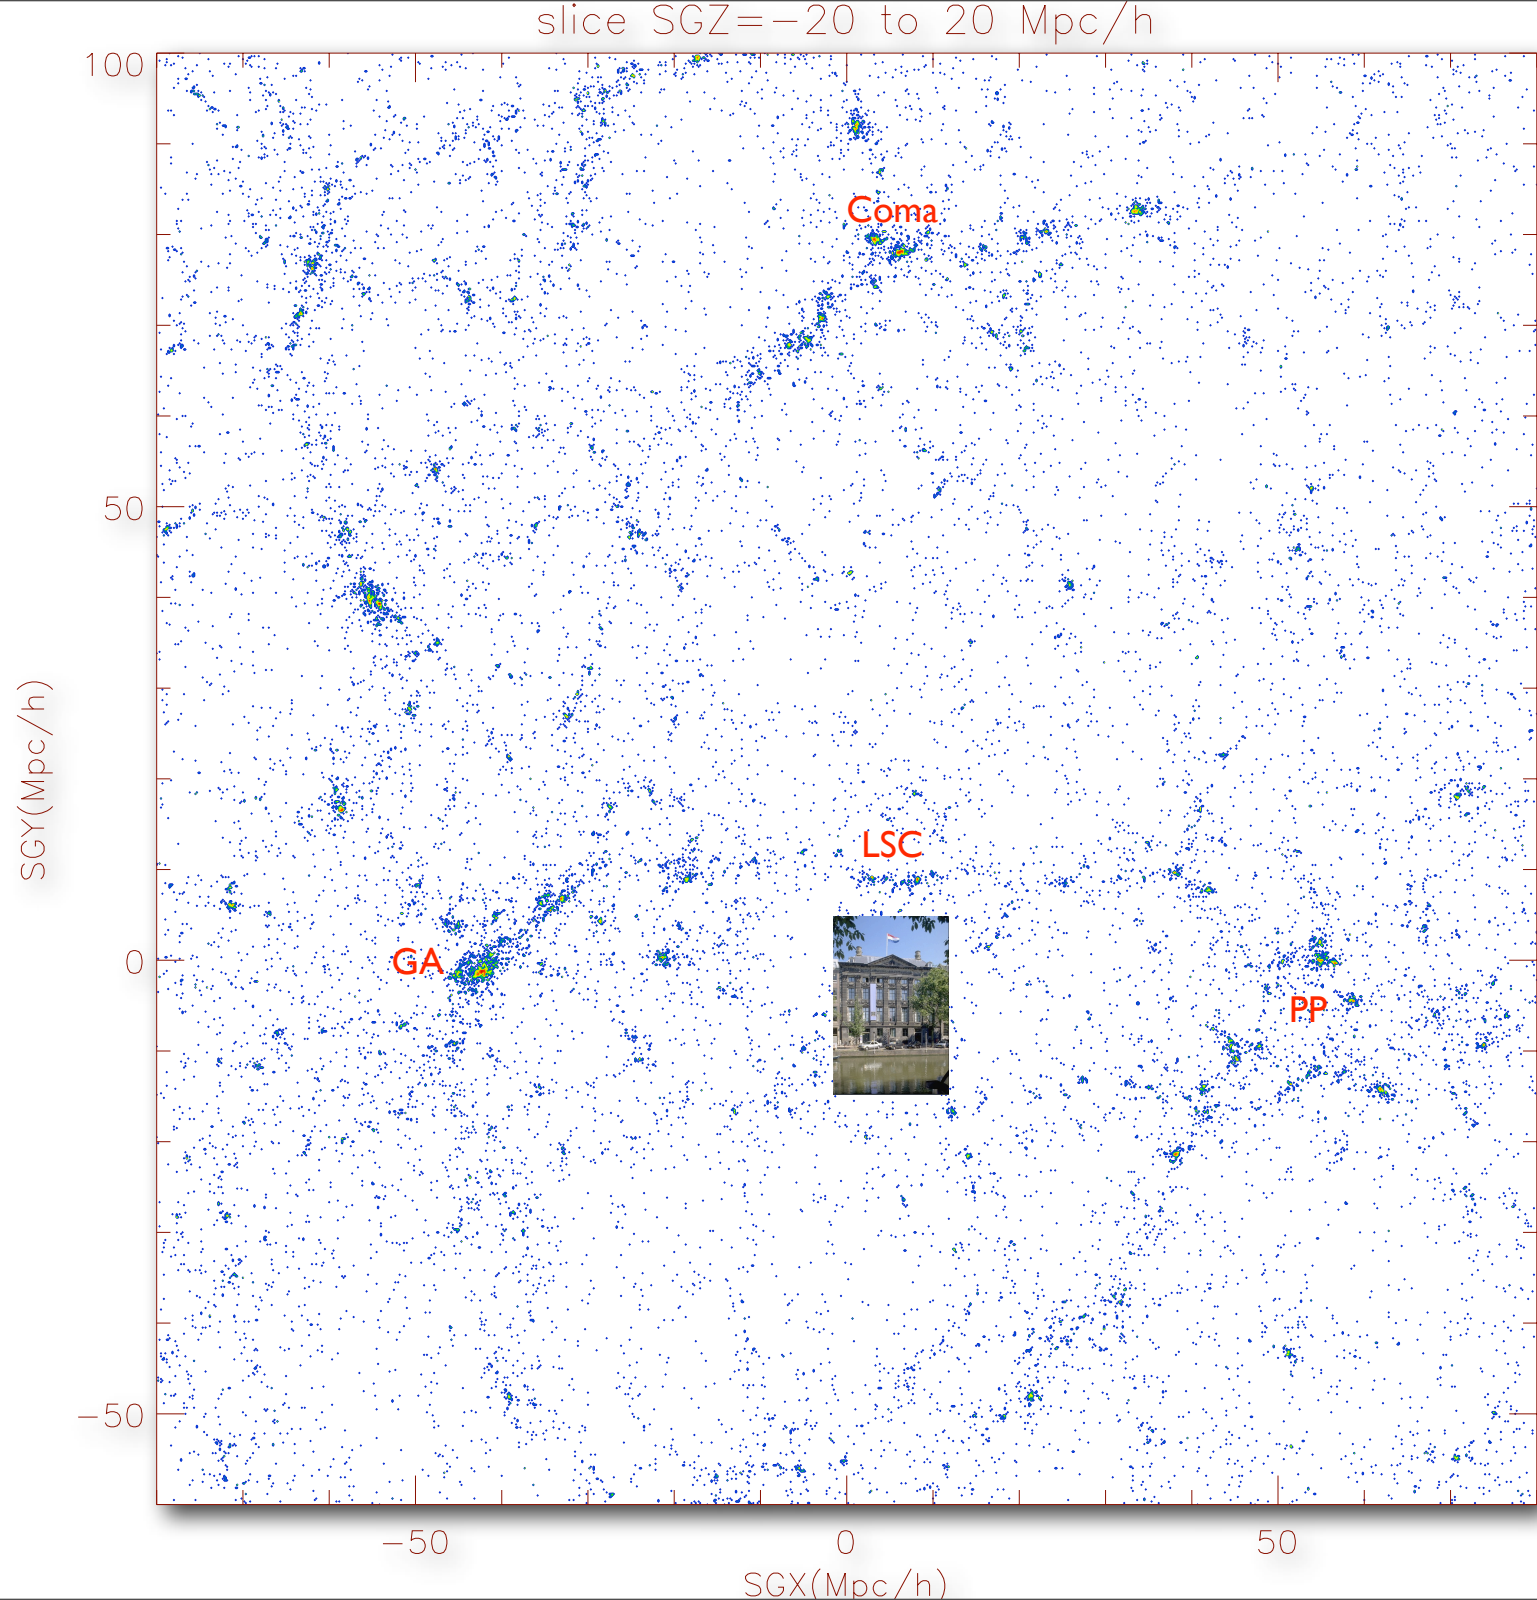 slice SGZ=-20 to 20 Mpc/h
100
Coma
50
SGY(Mpc/h)
LSC
GA
0
PP
-50
-50
0
50
SGX(Mpc/h)